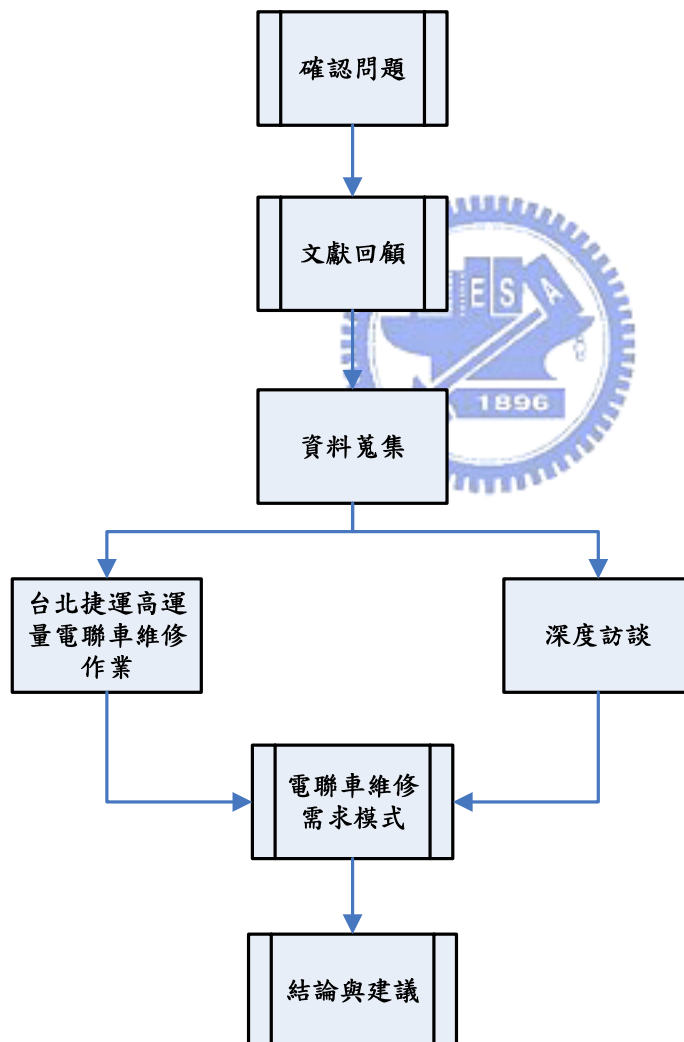 確認問題
文獻回顧
ESA
1896
資料蒐集
台北捷運高運
量電聯車維修
作業
深度訪談
電聯車維修
需求模式
結論與建議